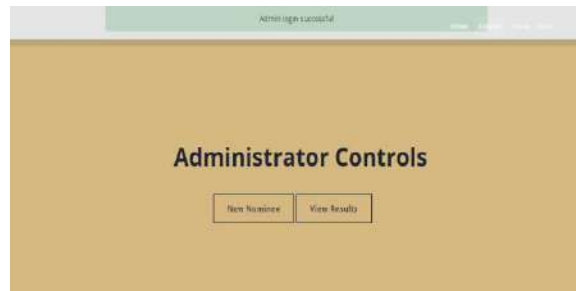 Admin login successful
Administrator Controls
New Nominee
View Results